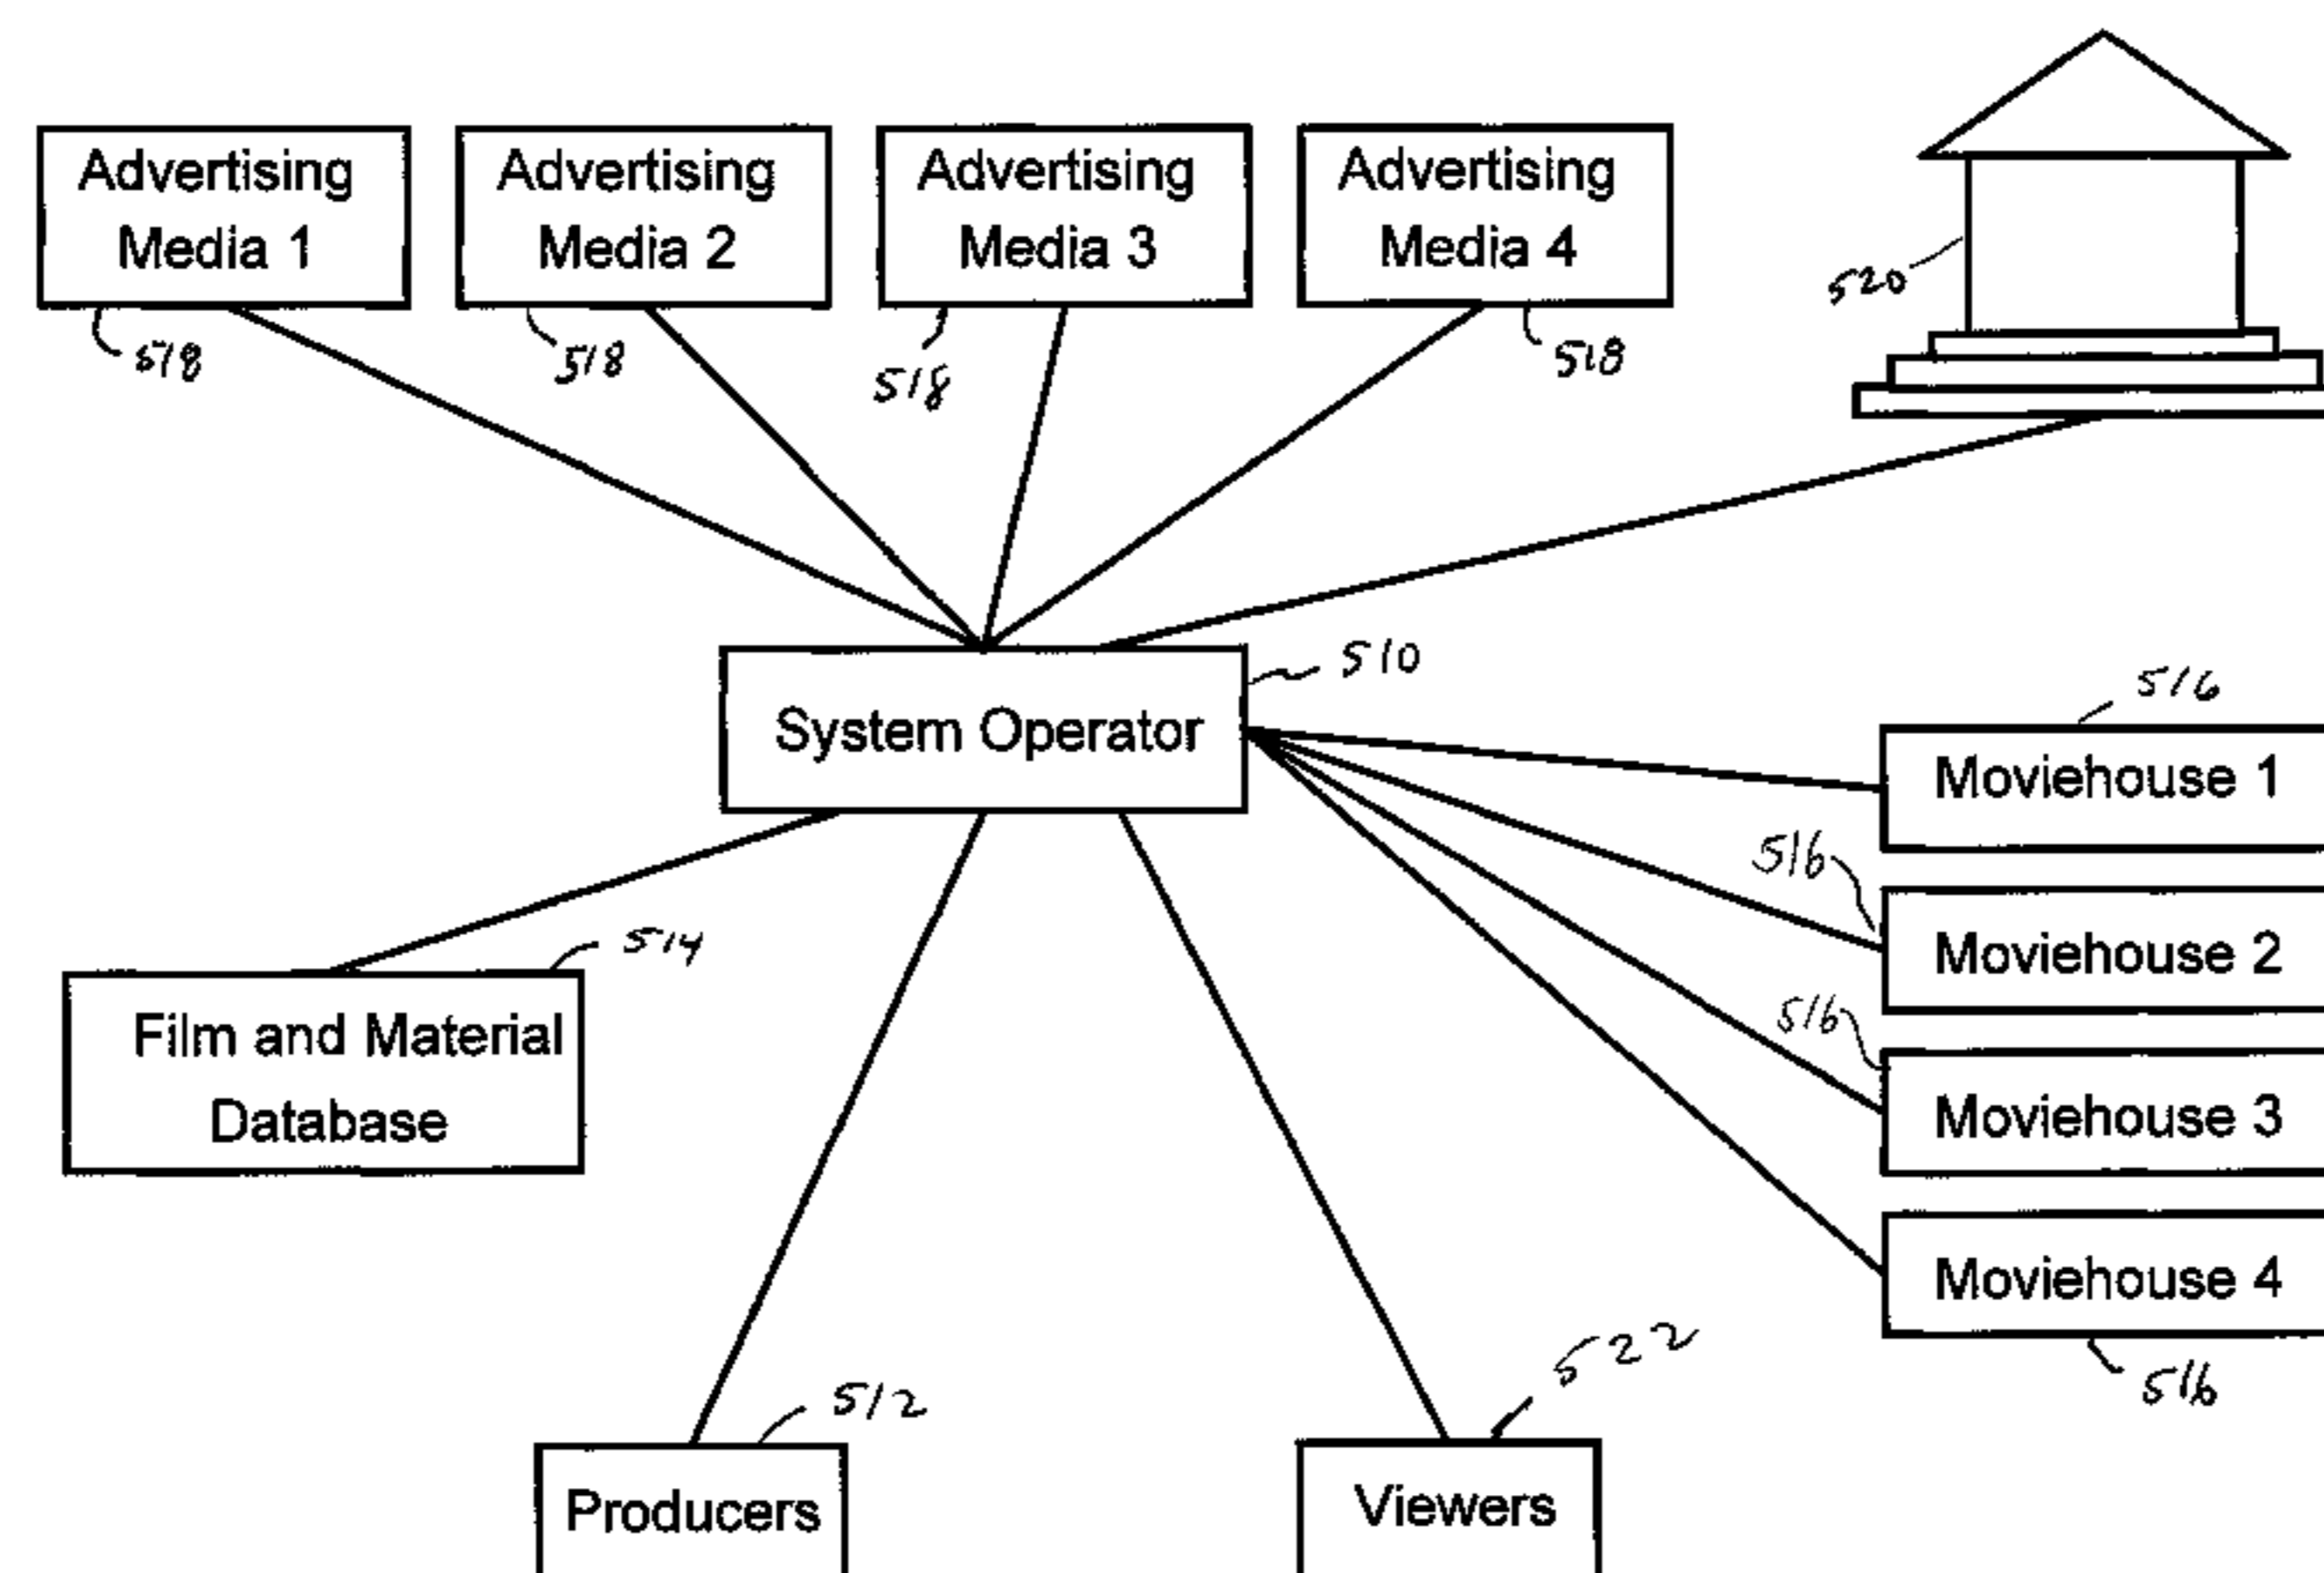 Advertising
Media 1
Advertising
Media 2
Advertising
Media 3
Advertising
Media 4
518
518
518
518
520
System Operator
510
516
Moviehouse 1
516
Moviehouse 2
516
Moviehouse 3
Moviehouse 4
516
514
Film and Material
Database
512
Producers
522
Viewers